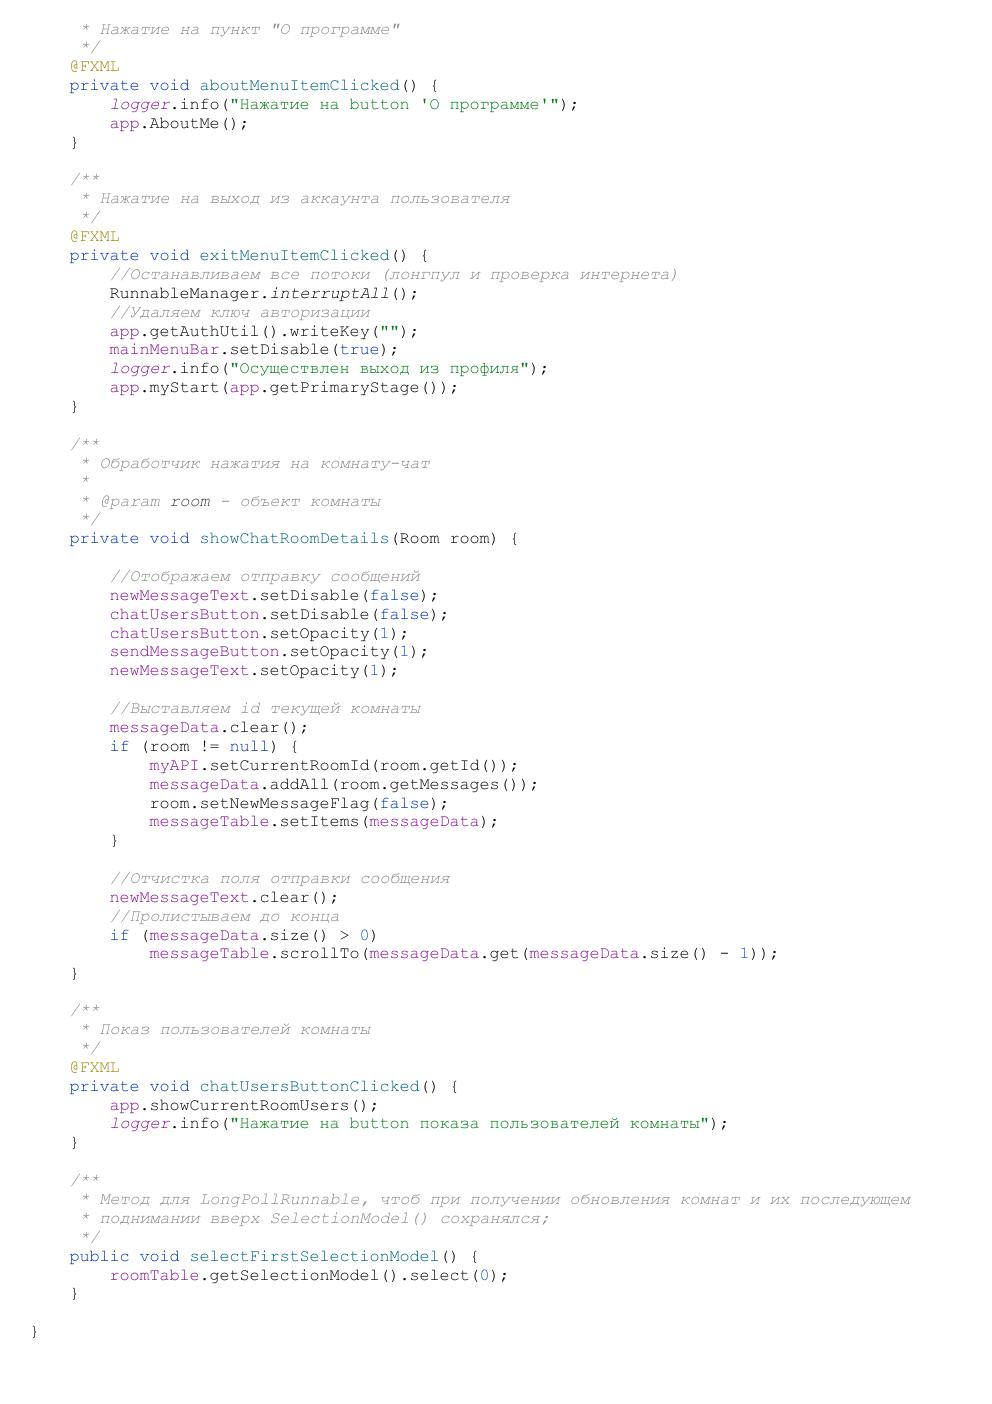 * Нажатие на пункт "О программе"
     */
    @FXML
    private void aboutMenuItemClicked() {
        logger.info("Нажатие на button 'О программе'");
        app.AboutMe();
    }

    /**
     * Нажатие на выход из аккаунта пользователя
     */
    @FXML
    private void exitMenuItemClicked() {
        //Останавливаем все потоки (лонгпул и проверка интернета)
        RunnableManager.interruptAll();
        //Удаляем ключ авторизации
        app.getAuthUtil().writeKey("");
        mainMenuBar.setDisable(true);
        logger.info("Осуществлен выход из профиля");
        app.myStart(app.getPrimaryStage());
    }

    /**
     * Обработчик нажатия на комнату-чат
     *
     * @param room - объект комнаты
     */
    private void showChatRoomDetails(Room room) {

        //Отображаем отправку сообщений
        newMessageText.setDisable(false);
        chatUsersButton.setDisable(false);
        chatUsersButton.setOpacity(1);
        sendMessageButton.setOpacity(1);
        newMessageText.setOpacity(1);

        //Выставляем id текущей комнаты
        messageData.clear();
        if (room != null) {
            myAPI.setCurrentRoomId(room.getId());
            messageData.addAll(room.getMessages());
            room.setNewMessageFlag(false);
            messageTable.setItems(messageData);
        }

        //Отчистка поля отправки сообщения
        newMessageText.clear();
        //Пролистываем до конца
        if (messageData.size() > 0)
            messageTable.scrollTo(messageData.get(messageData.size() - 1));
    }

    /**
     * Показ пользователей комнаты
     */
    @FXML
    private void chatUsersButtonClicked() {
        app.showCurrentRoomUsers();
        logger.info("Нажатие на button показа пользователей комнаты");
    }

    /**
     * Метод для LongPollRunnable, чтоб при получении обновления комнат и их последующем
     * поднимании вверх SelectionModel() сохранялся;
     */
    public void selectFirstSelectionModel() {
        roomTable.getSelectionModel().select(0);
    }

}